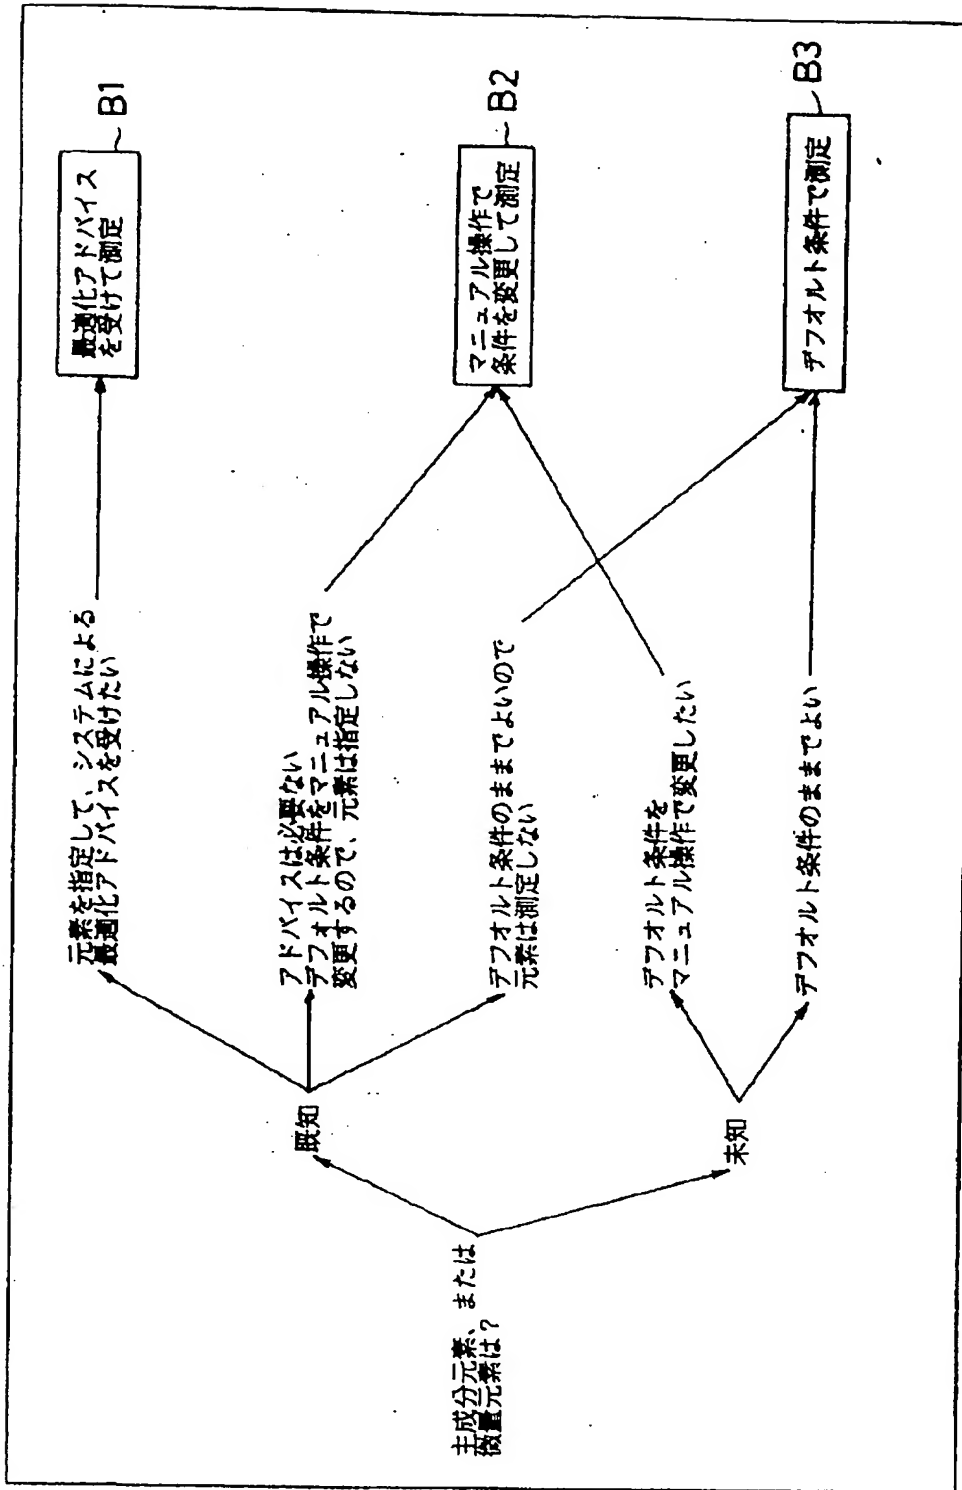 主成分元素、または
微量元素は？
既知
未知
元素を指定して、システムによる
最適化アドバイスを受けたい
アドバイスは必要ない
デフォルト条件をマニュアル操作で
変更するので、元素は指定しない
デフオルト条件のままでよいので
元素は測定しない
デフオルト条件を
マニュアル操作で変更したい
デフオルト条件のままでよい
最適化アドバイス
を受けて測定
B1
マニュアル操作で
条件を変更して測定
B2
デフオルト条件で測定
B3